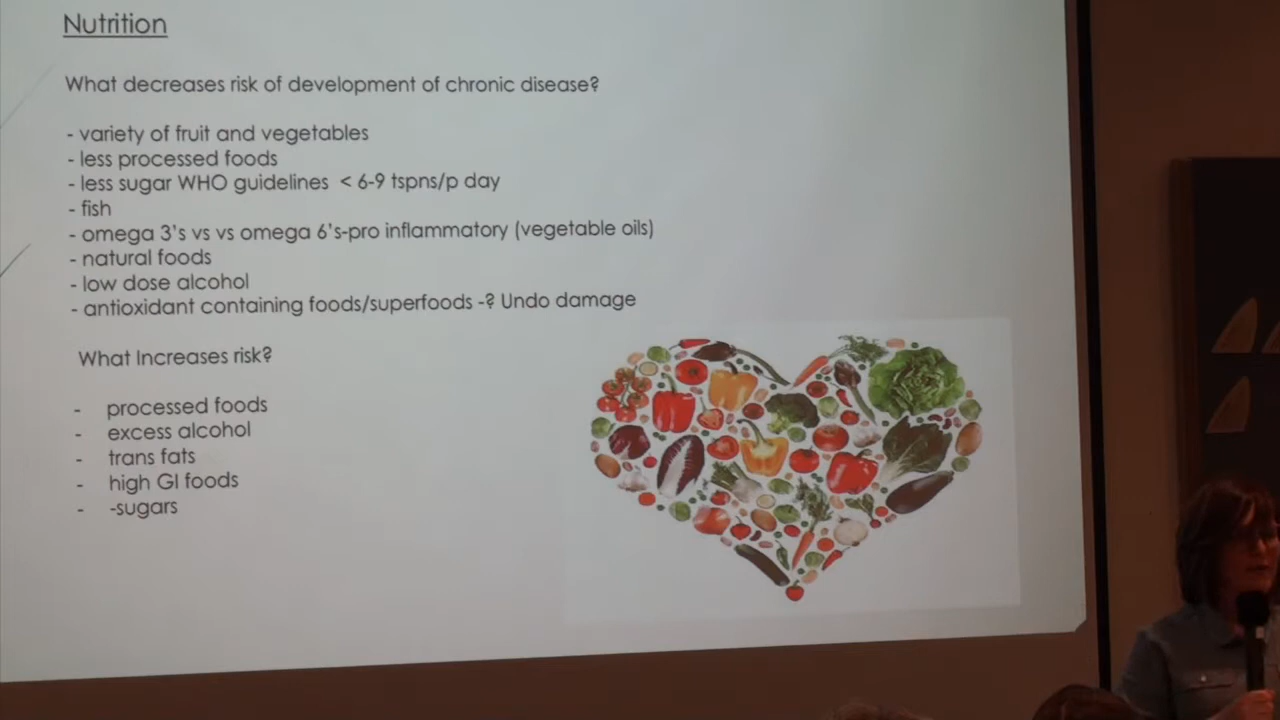 Nutrition
What decreases risk of development of chronic disease?
- variety of fruit and vegetables
- less processed foods
- less sugar WHO guidelines < 6-9 tspns/p day
- fish
- omega 3's vs vs omega 6's-pro inflammatory (vegetable oils)
- natural foods
- low dose alcohol
- antioxidant containing foods/superfoods -? Undo damage
What Increases risk?
- processed foods
- excess alcohol
- trans fats
- high GI foods
- -sugars